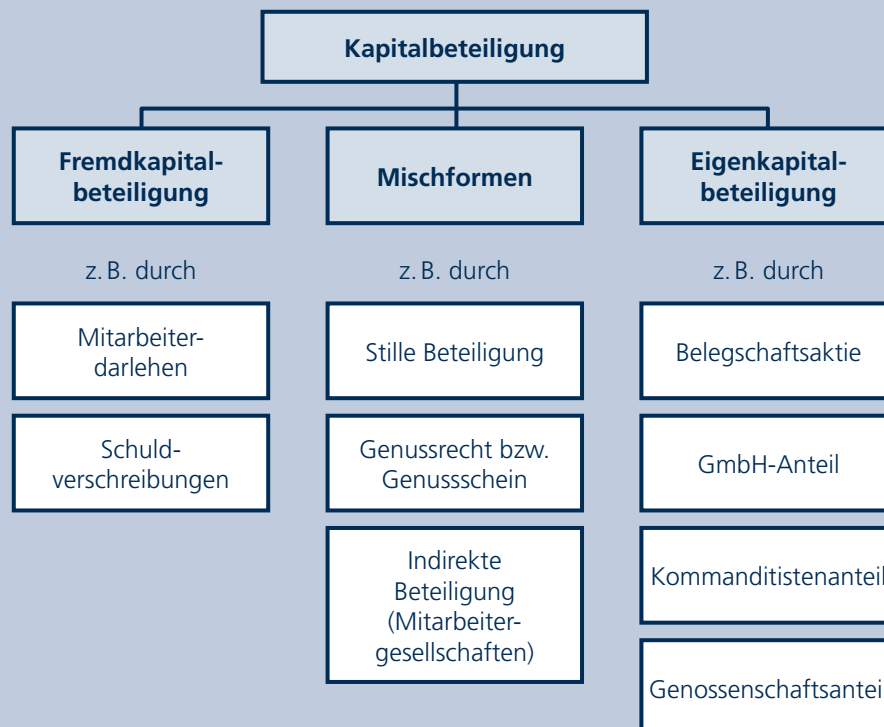 Kapitalbeteiligung
Fremdkapital-
beteiligung
z. B. durch
Mitarbeiter-
darlehen
Schuld-
verschreibungen
Mischformen
z. B. durch
Stille Beteiligung
Genussrecht bzw.
Genussschein
Indirekte
Beteiligung
(Mitarbeiter-
gesellschaften)
Eigenkapital-
beteiligung
z. B. durch
Belegschaftsaktie
GmbH-Anteil
Kommanditistenanteil
Genossenschaftsanteil